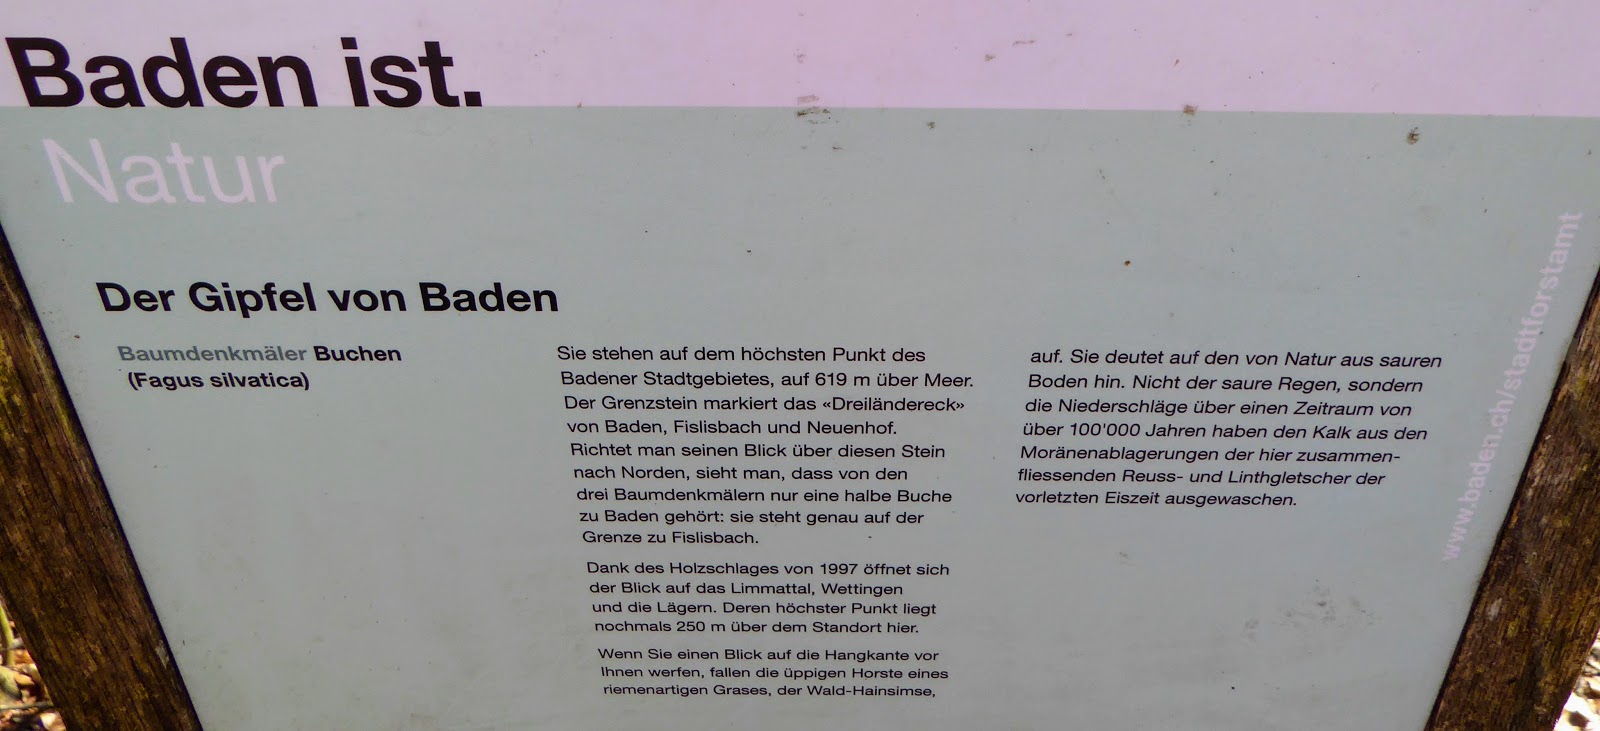 Baden ist.
Natur
Der Gipfel von Baden
Baumdenkmäler Buchen
(Fagus silvatica)
Sie stehen auf dem höchsten Punkt des
Badener Stadtgebietes, auf 619 m über Meer.
Der Grenzstein markiert das «Dreiländereck»
von Baden, Fislisbach und Neuenhof.
Richtet man seinen Blick über diesen Stein
nach Norden, sieht man, dass von den
drei Baumdenkmälern nur eine halbe Buche
zu Baden gehört: sie steht genau auf der
Grenze zu Fislisbach.
Dank des Holzschlages von 1997 öffnet sich
der Blick auf das Limmattal, Wettingen
und die Lägern. Deren höchster Punkt liegt
nochmals 250 m über dem Standort hier.
Wenn Sie einen Blick auf die Hangkante vor
Ihnen werfen, fallen die üppigen Horste eines
riemenartigen Grases, der Wald-Hainsimse,
auf. Sie deutet auf den von Natur aus sauren
Boden hin. Nicht der saure Regen, sondern
die Niederschläge über einen Zeitraum von
über 100'000 Jahren haben den Kalk aus den
Moränenablagerungen der hier zusammen-
fliessenden Reuss- und Linthgletscher der
vorletzten Eiszeit ausgewaschen.
www.baden.ch/stadtforstamt